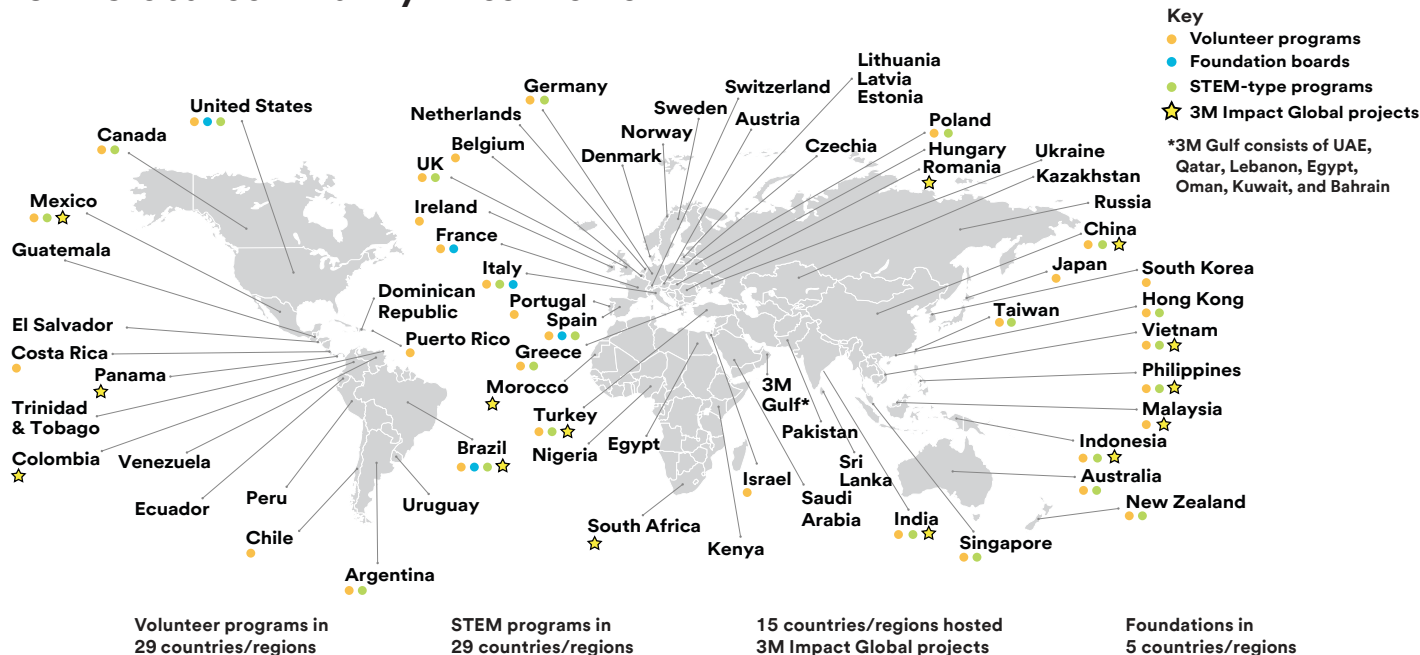 Key
Volunteer programs
Foundation boards
STEM-type programs
3M Impact Global projects
*3M Gulf consists of UAE,
Qatar, Lebanon, Egypt,
Oman, Kuwait, and Bahrain
United States
Canada
Mexico
Guatemala
El Salvador
Costa Rica
Panama
Trinidad
& Tobago
Colombia
Venezuela
Ecuador
Peru
Chile
Argentina
Uruguay
Brazil
Dominican
Republic
Puerto Rico
Germany
Netherlands
Belgium
UK
Ireland
France
Italy
Portugal
Spain
Greece
Morocco
Turkey
Nigeria
Egypt
South Africa
Kenya
Israel
Saudi
Arabia
3M
Gulf*
Pakistan
Sri
Lanka
India
Singapore
Denmark
Norway
Sweden
Switzerland
Austria
Lithuania
Latvia
Estonia
Czechia
Poland
Hungary
Romania
Ukraine
Kazakhstan
Russia
China
Japan
South Korea
Taiwan
Hong Kong
Vietnam
Philippines
Malaysia
Indonesia
Australia
New Zealand
Volunteer programs in
29 countries/regions
STEM programs in
29 countries/regions
15 countries/regions hosted
3M Impact Global projects
Foundations in
5 countries/regions